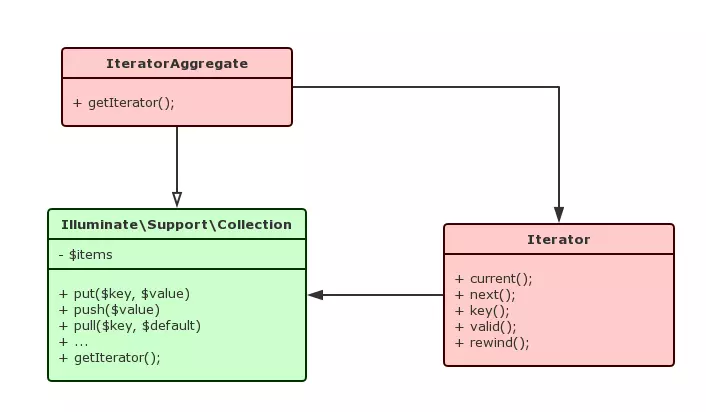 IteratorAggregate
+ getIterator();
Illuminate\Support\Collection
- $items
+ put($key, $value)
+ push($value)
+ pull($key, $default)
+ ...
+ getIterator();
Iterator
+ current();
+ next();
+ key();
+ valid();
+ rewind();